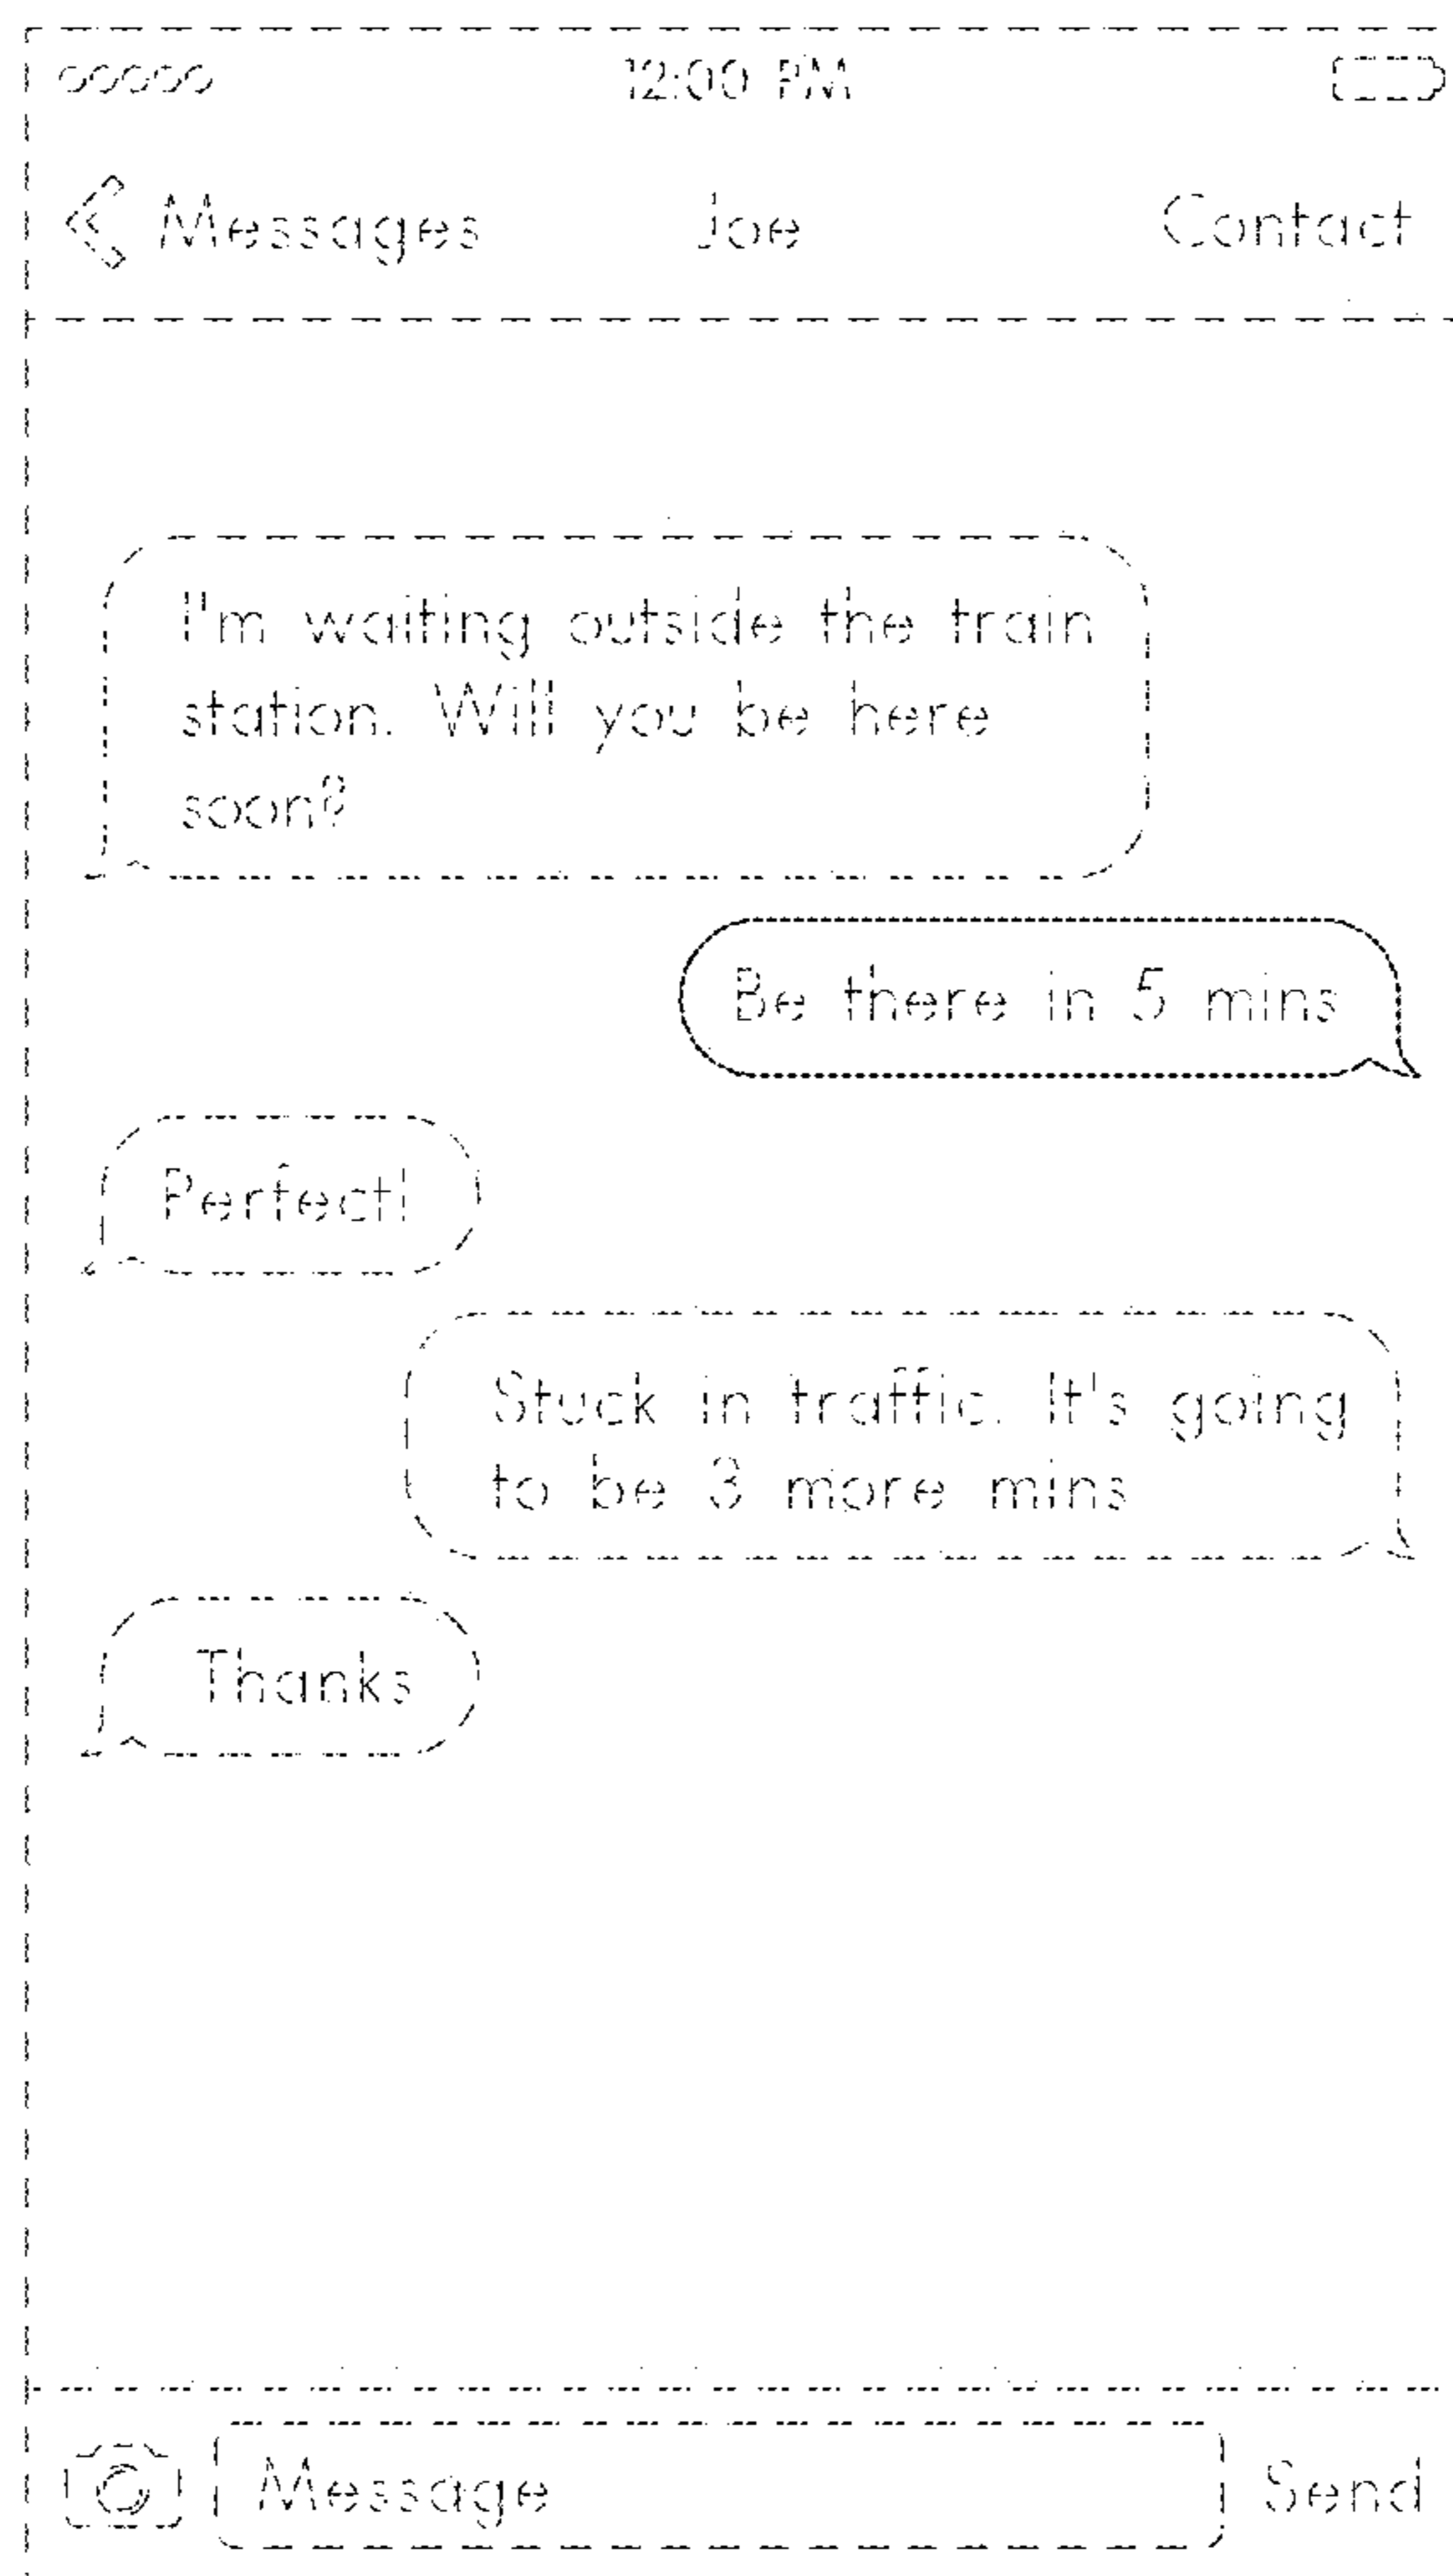 12:00 PM
Messages Joe Contact
I'm waiting outside the train
station. Will you be here
soon?
Be there in 5 mins
Perfect!
Stuck in traffic. It's going
to be 3 more mins
Thanks
Message Send